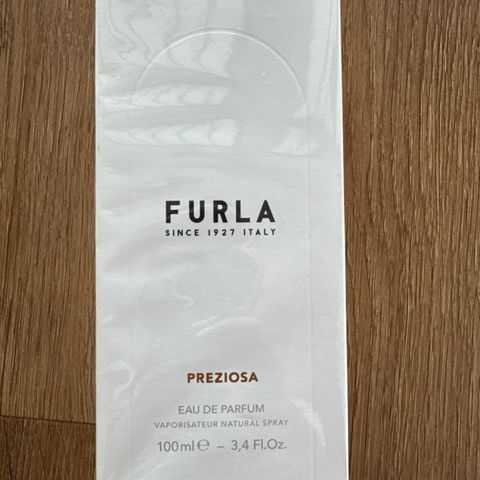 FURLA
SINCE 1927 ITALY
PREZIOSA
EAU DE PARFUM
VAPORISATEUR NATURAL SPRAY
100ml℮ – 3,4 Fl.Oz.